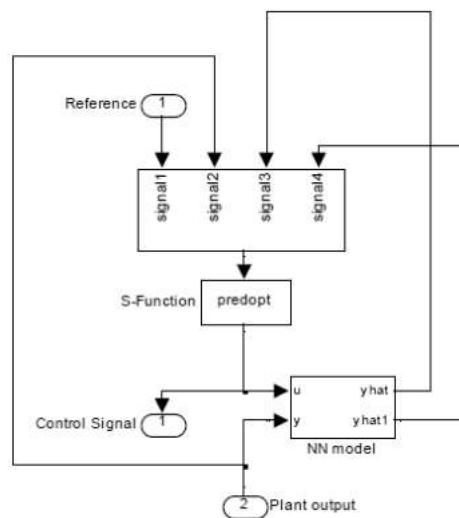 Reference
1
signal1
signal2
signal3
signal4
S-Function
predopt
u
yhat
y
yhat1
NN model
Control Signal
1
2
Plant output